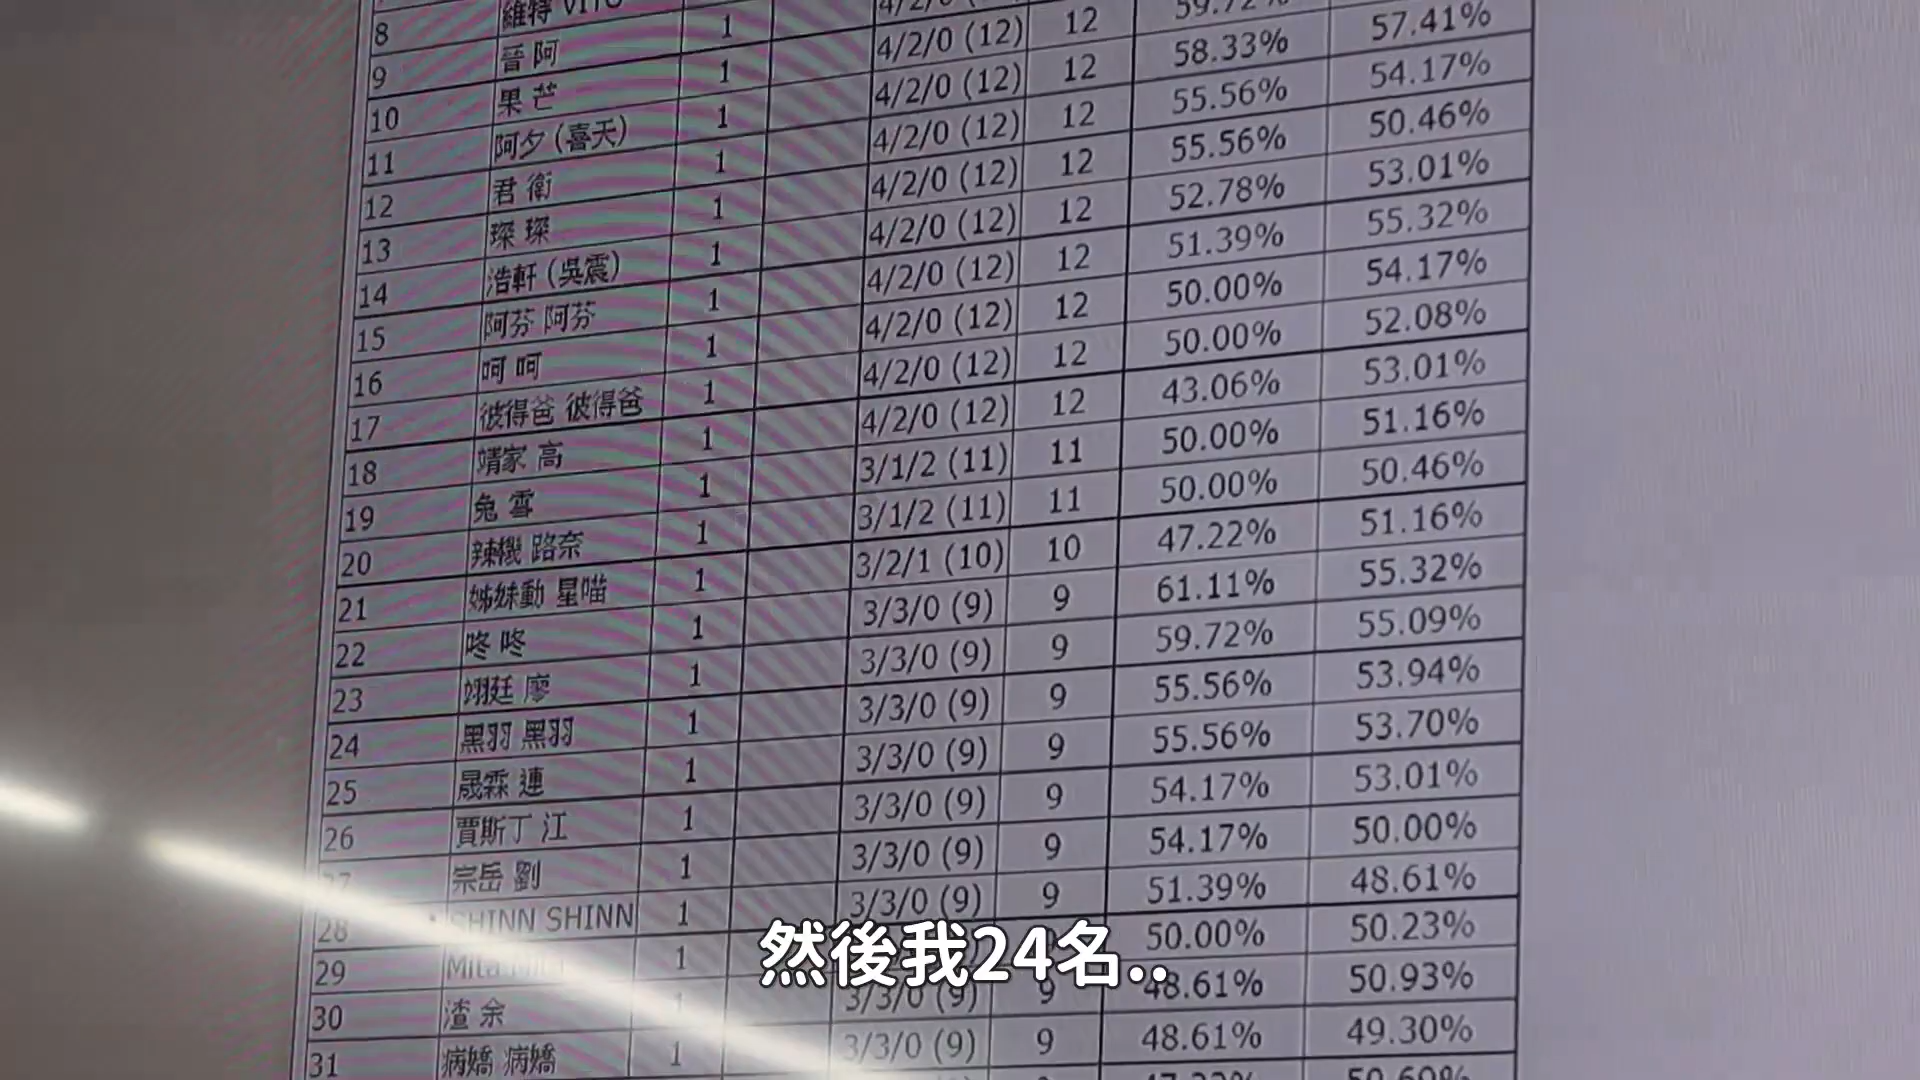 8 維特 VITO
9 晉 阿 1
10 果 芒 1 4/2/0 (12) 12
11 阿夕 (喜天) 1 4/2/0 (12) 12 58.33% 57.41%
12 君 衛 1 4/2/0 (12) 12 55.56% 54.17%
13 琛 琛 1 4/2/0 (12) 12 55.56% 50.46%
14 浩軒 (吳震) 1 4/2/0 (12) 12 52.78% 53.01%
15 阿芬 阿芬 1 4/2/0 (12) 12 51.39% 55.32%
16 呵 呵 1 4/2/0 (12) 12 50.00% 54.17%
17 彼得爸 彼得爸 1 4/2/0 (12) 12 50.00% 52.08%
18 靖家 高 1 4/2/0 (12) 12 43.06% 53.01%
19 兔 雪 1 3/1/2 (11) 11 50.00% 51.16%
20 辣機 路奈 1 3/1/2 (11) 11 50.00% 50.46%
21 姊妹動 星喵 1 3/2/1 (10) 10 47.22% 51.16%
22 咚 咚 1 3/3/0 (9) 9 61.11% 55.32%
23 翊廷 廖 1 3/3/0 (9) 9 59.72% 55.09%
24 黑羽 黑羽 1 3/3/0 (9) 9 55.56% 53.94%
25 晟霖 連 1 3/3/0 (9) 9 55.56% 53.70%
26 賈斯丁 江 1 3/3/0 (9) 9 54.17% 53.01%
27 宗岳 劉 1 3/3/0 (9) 9 54.17% 50.00%
28 SHINN SHINN 1 3/3/0 (9) 9 51.39% 48.61%
29 1 50.00% 50.23%
30 渣 余 1 3/3/0 (9) 9 48.61% 50.93%
31 病嬌 病嬌 1 3/3/0 (9) 9 48.61% 49.30%
然後我24名..